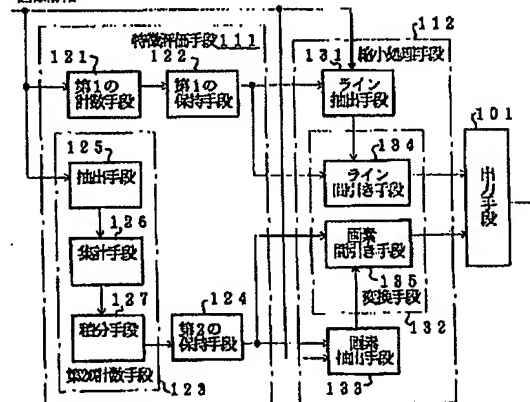 特徴評価手段 111
112
縮小処理手段
121
第1の
計数手段
122
第1の
保持手段
131
ライン
抽出手段
101
出力手段
125
抽出手段
134
ライン
間引き手段
126
集計手段
画素
間引き手段
135
変換手段
127
積分手段
124
第2の
保持手段
132
第2の計数手段
123
画素
抽出手段
133